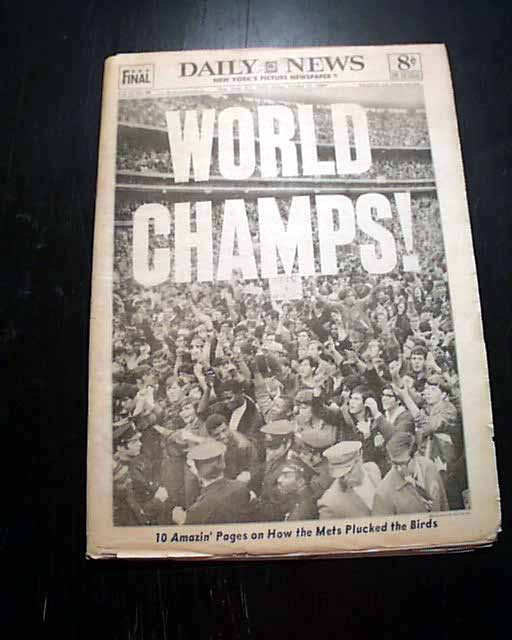 FINAL
DAILY NEWS
8¢
NEW YORK'S PICTURE NEWSPAPER ®
WORLD
CHAMPS!
10 Amazin' Pages on How the Mets Plucked the Birds